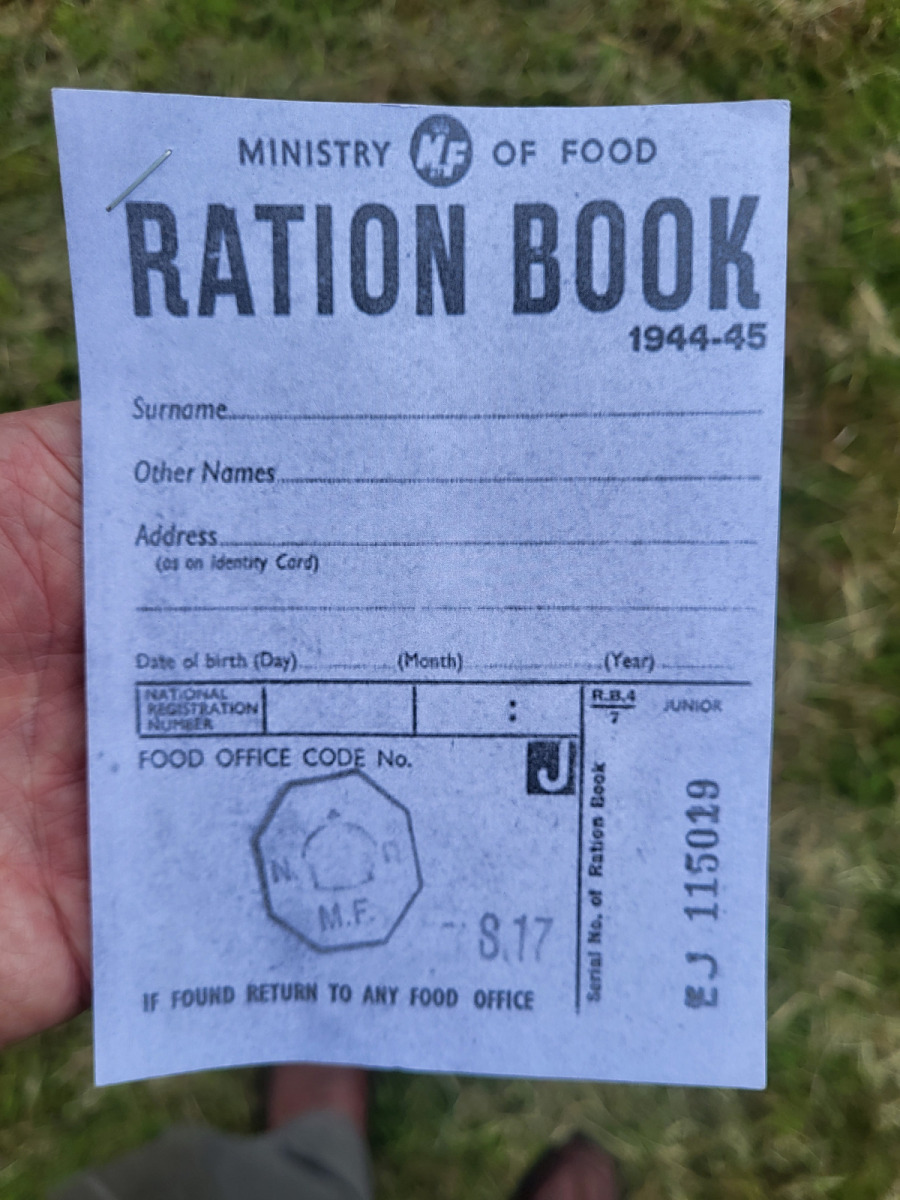 MINISTRY MF OF FOOD
RATION BOOK
1944-45
Surname
Other Names
Address
(as on Identity Card)
Date of birth (Day) (Month) (Year)
NATIONAL
REGISTRATION
NUMBER
:
R.B.4
7
JUNIOR
FOOD OFFICE CODE No.
J
N.
M.F.
S.17
Serial No. of Ration Book
J 115019
IF FOUND RETURN TO ANY FOOD OFFICE